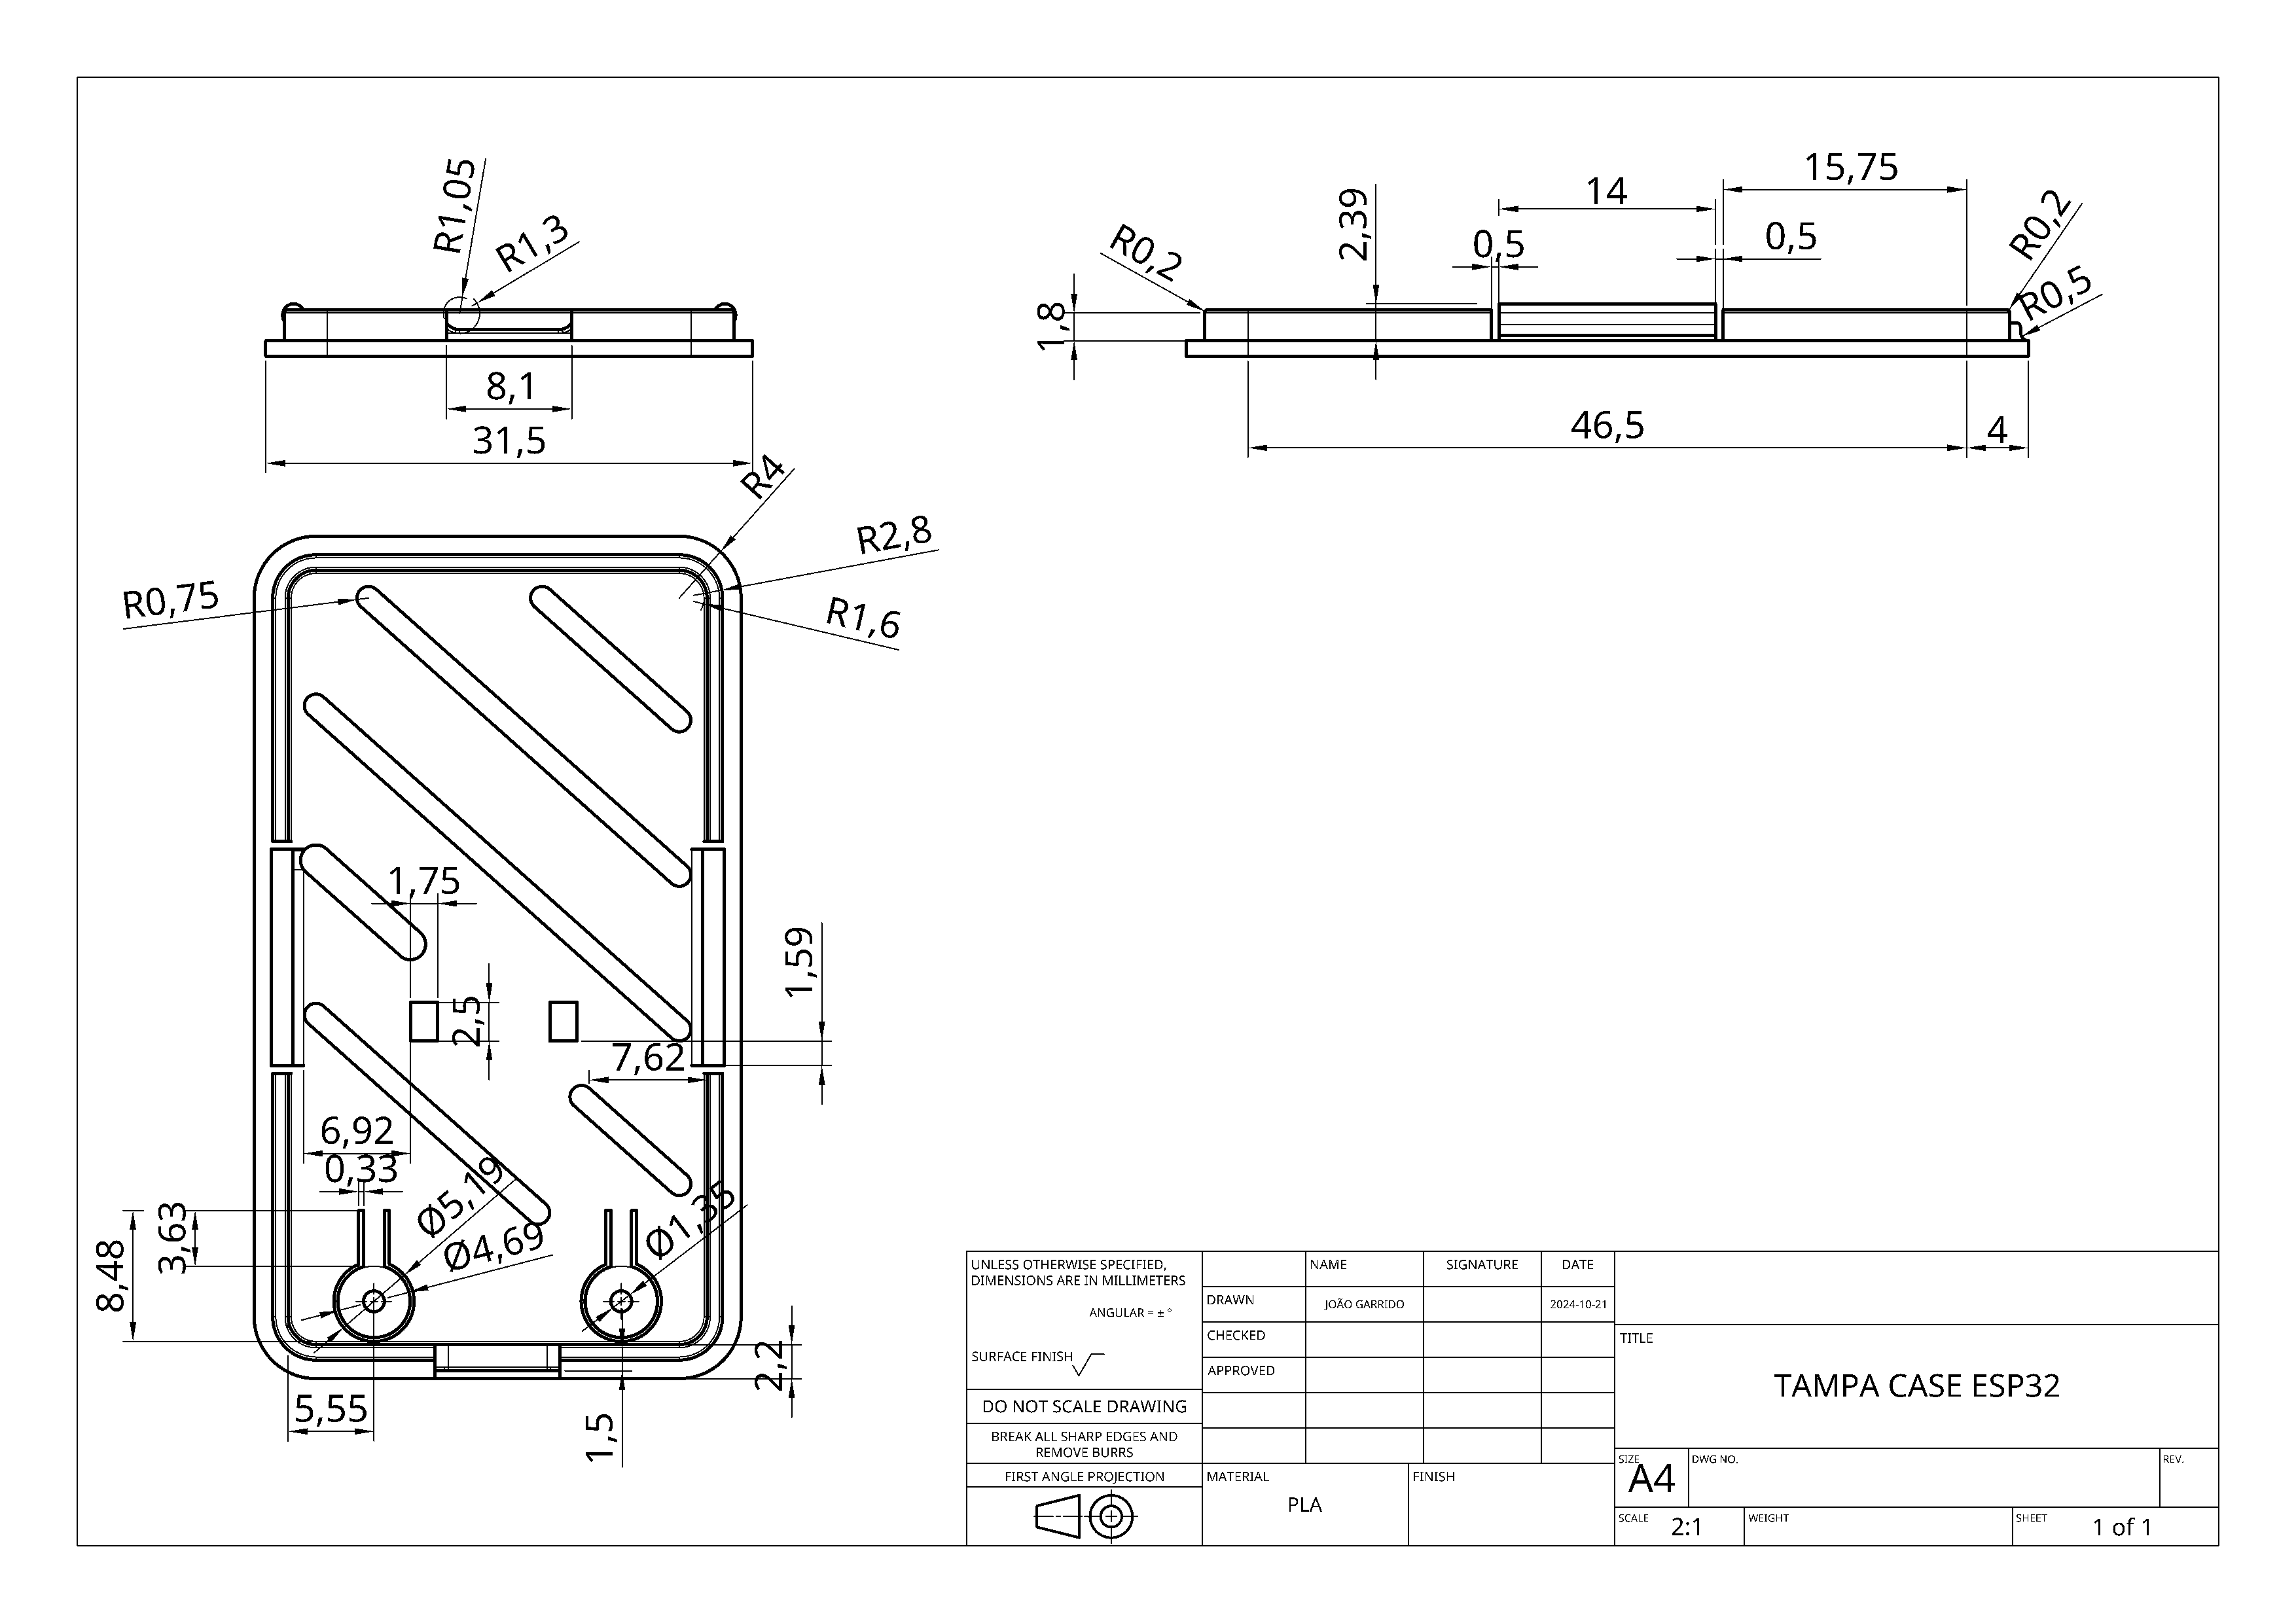 R1,05
R1,3
8,1
31,5
R0,2
1,8
2,39
0,5
14
0,5
15,75
R0,2
R0,5
46,5
4
R4
R2,8
R1,6
R0,75
1,75
2,5
1,59
7,62
6,92
0,33
Ø5,19
Ø4,69
Ø1,35
3,63
8,48
2,2
5,55
1,5
UNLESS OTHERWISE SPECIFIED,
DIMENSIONS ARE IN MILLIMETERS
ANGULAR = ± °
SURFACE FINISH
DO NOT SCALE DRAWING
BREAK ALL SHARP EDGES AND
REMOVE BURRS
FIRST ANGLE PROJECTION
NAME
SIGNATURE
DATE
DRAWN
JOÃO GARRIDO
2024-10-21
CHECKED
APPROVED
MATERIAL
PLA
FINISH
TITLE
TAMPA CASE ESP32
SIZE
A4
DWG NO.
REV.
SCALE
2:1
WEIGHT
SHEET
1 of 1